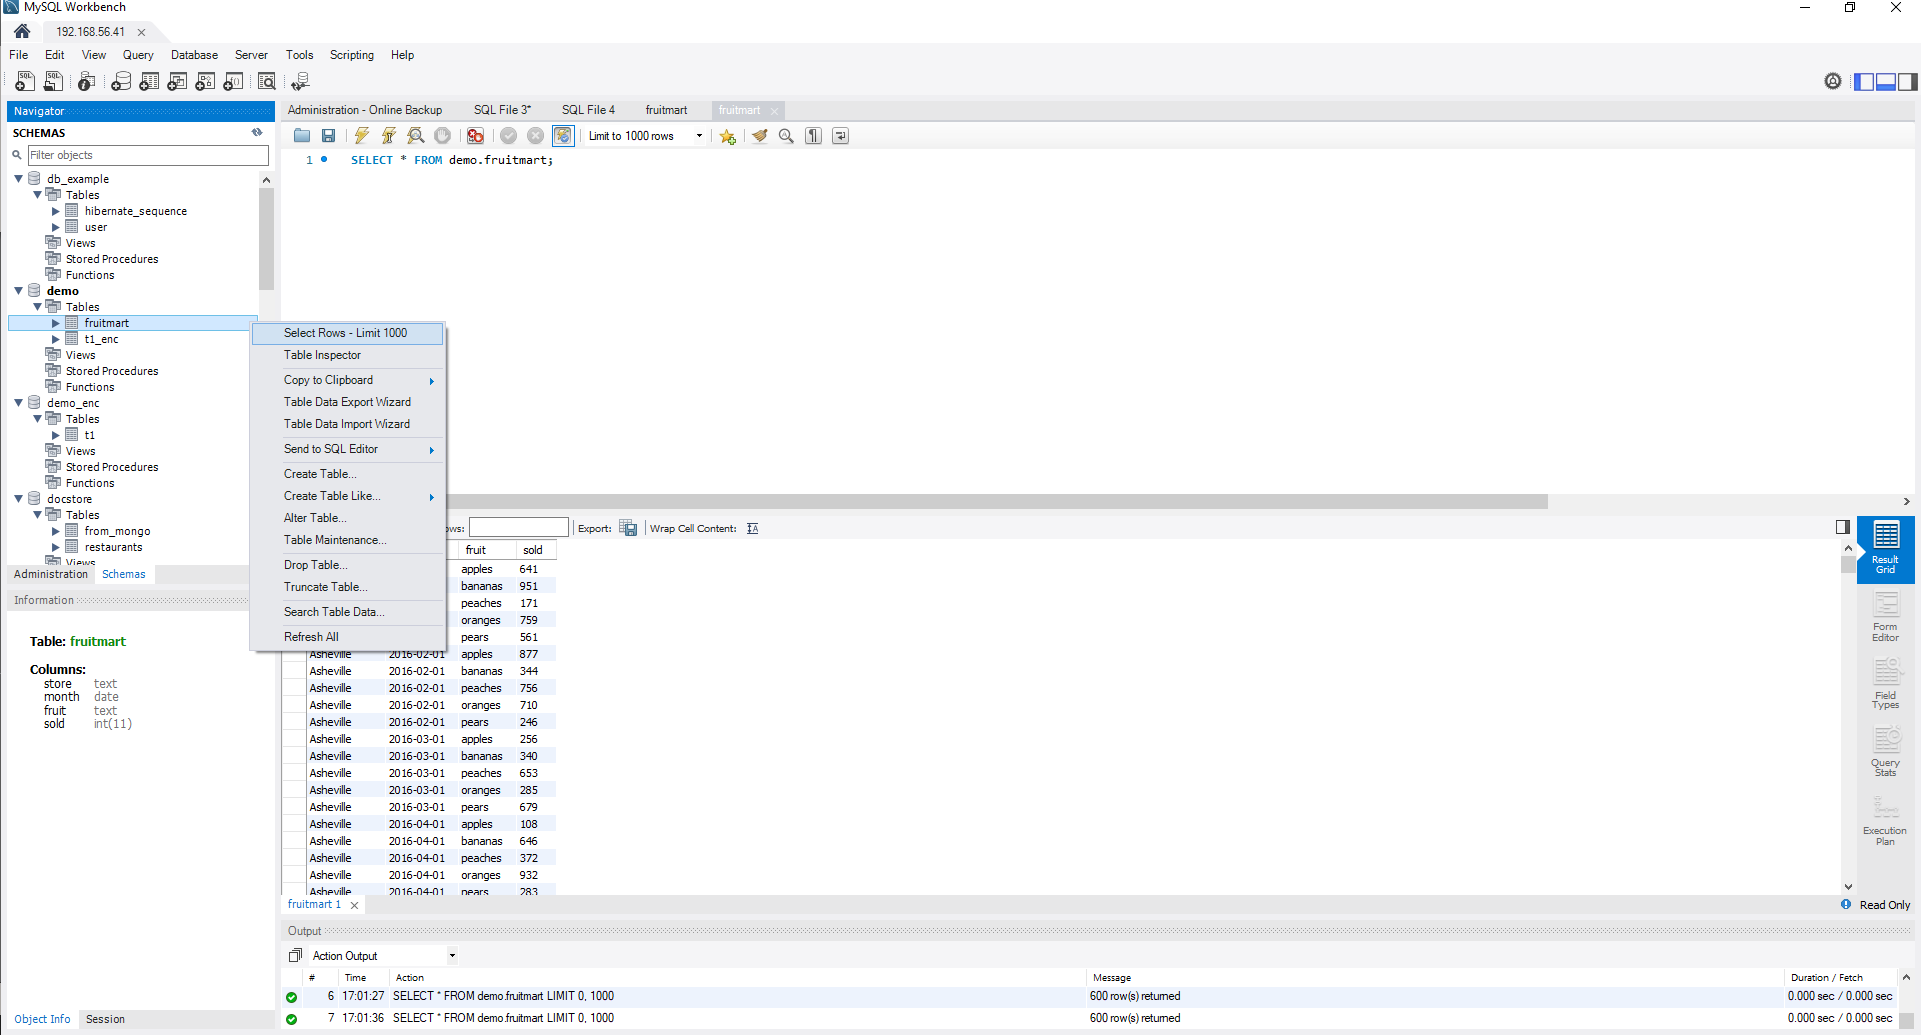 MySQL Workbench
192.168.56.41
File Edit View Query Database Server Tools Scripting Help
Navigator
SCHEMAS
Filter objects
db_example
Tables
hibernate_sequence
user
Views
Stored Procedures
Functions
demo
Tables
fruitmart
t1_enc
Views
Stored Procedures
Functions
demo_enc
Tables
t1
Views
Stored Procedures
Functions
docstore
Tables
from_mongo
restaurants
Views
Administration Schemas
Information
Table: fruitmart
Columns:
store text
month date
fruit text
sold int(11)
Object Info Session
Administration - Online Backup SQL File 3* SQL File 4 fruitmart fruitmart
Limit to 1000 rows
1 SELECT * FROM demo.fruitmart;
Select Rows - Limit 1000
Table Inspector
Copy to Clipboard
Table Data Export Wizard
Table Data Import Wizard
Send to SQL Editor
Create Table...
Create Table Like...
Alter Table...
Table Maintenance...
Drop Table...
Truncate Table...
Search Table Data...
Refresh All
Export: Wrap Cell Content:
fruit sold
apples 641
bananas 951
peaches 171
oranges 759
pears 561
Asheville 2016-02-01 apples 877
Asheville 2016-02-01 bananas 344
Asheville 2016-02-01 peaches 756
Asheville 2016-02-01 oranges 710
Asheville 2016-02-01 pears 246
Asheville 2016-03-01 apples 256
Asheville 2016-03-01 bananas 340
Asheville 2016-03-01 peaches 653
Asheville 2016-03-01 oranges 285
Asheville 2016-03-01 pears 679
Asheville 2016-04-01 apples 108
Asheville 2016-04-01 bananas 646
Asheville 2016-04-01 peaches 372
Asheville 2016-04-01 oranges 932
Asheville 2016-04-01 pears 283
Result
Grid
Form
Editor
Field
Types
Query
Stats
Execution
Plan
fruitmart 1
Read Only
Output
Action Output
# Time Action Message Duration / Fetch
6 17:01:27 SELECT * FROM demo.fruitmart LIMIT 0, 1000 600 row(s) returned 0.000 sec / 0.000 sec
7 17:01:36 SELECT * FROM demo.fruitmart LIMIT 0, 1000 600 row(s) returned 0.000 sec / 0.000 sec